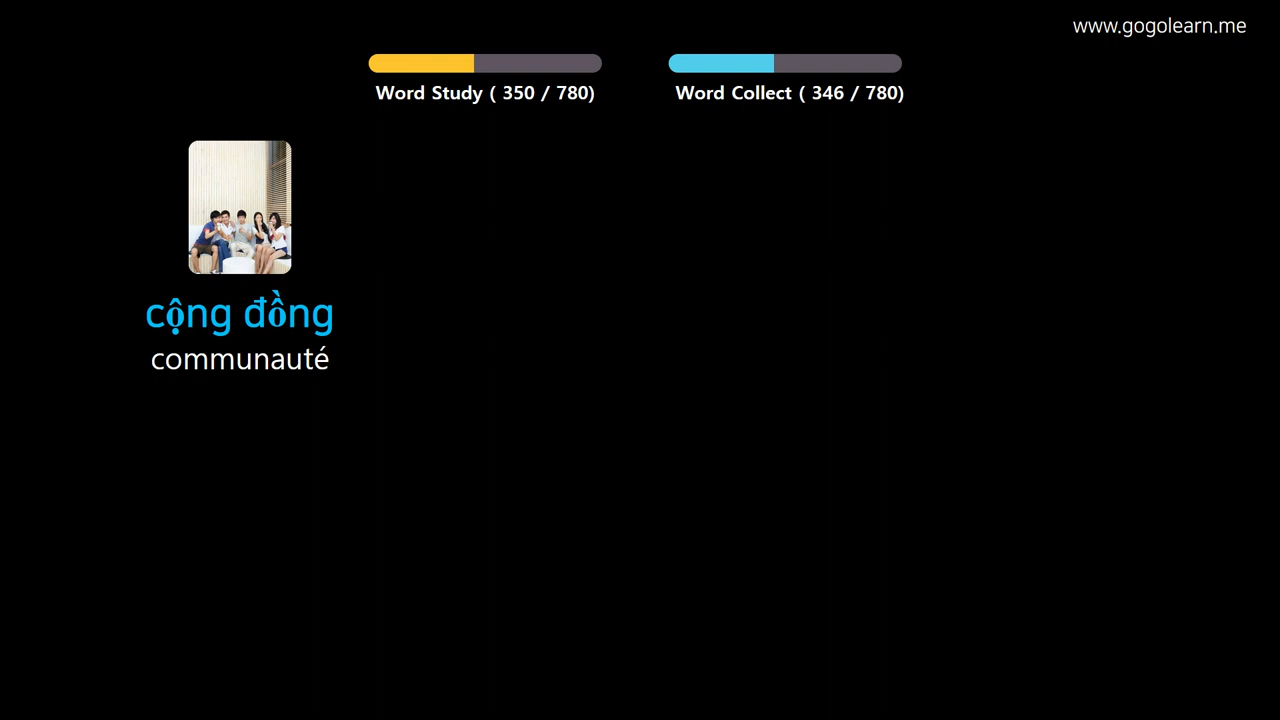 www.gogolearn.me
Word Study ( 350 / 780)
Word Collect ( 346 / 780)
cộng đồng
communauté